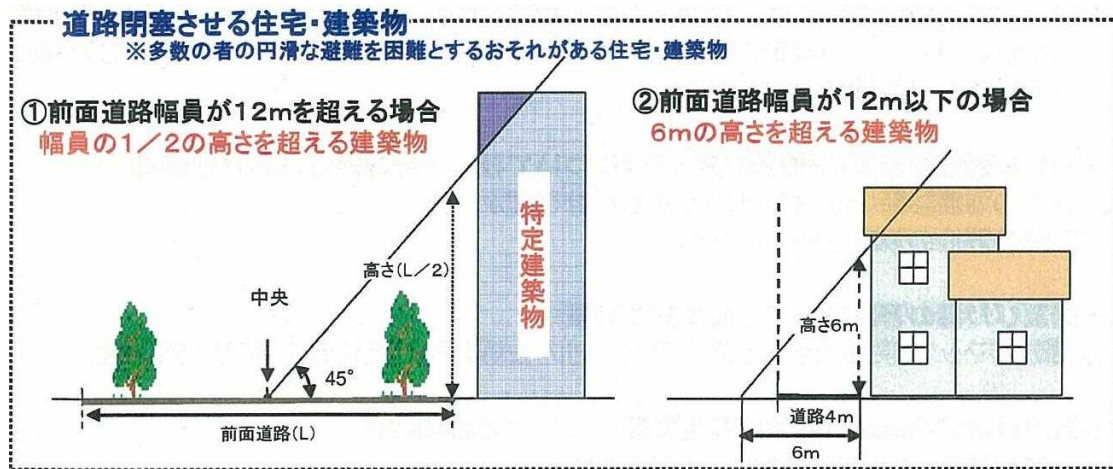 道路閉塞させる住宅・建築物
※多数の者の円滑な避難を困難とするおそれがある住宅・建築物
①前面道路幅員が12mを超える場合
幅員の1／2の高さを超える建築物
特定建築物
高さ(L／2)
中央
45°
前面道路(L)
②前面道路幅員が12m以下の場合
6mの高さを超える建築物
高さ6m
道路4m
6m